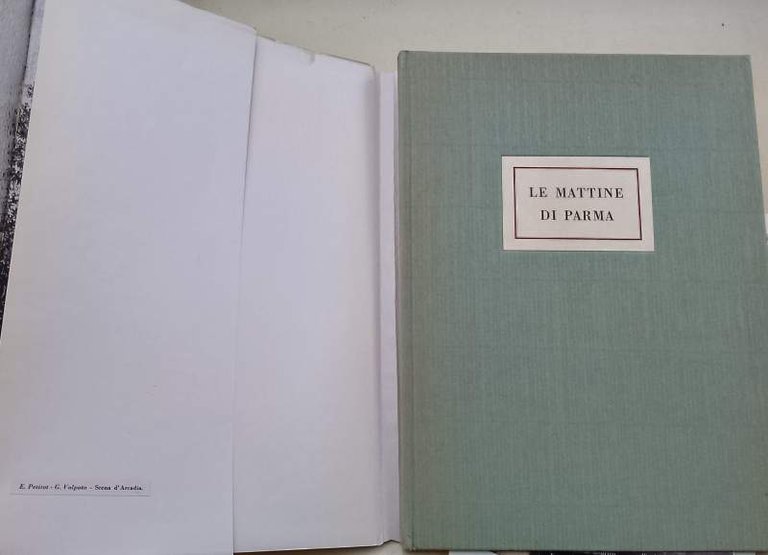 LE MATTINE
DI PARMA
E. Petitot - G. Volpato - Scena d'Arcadia.